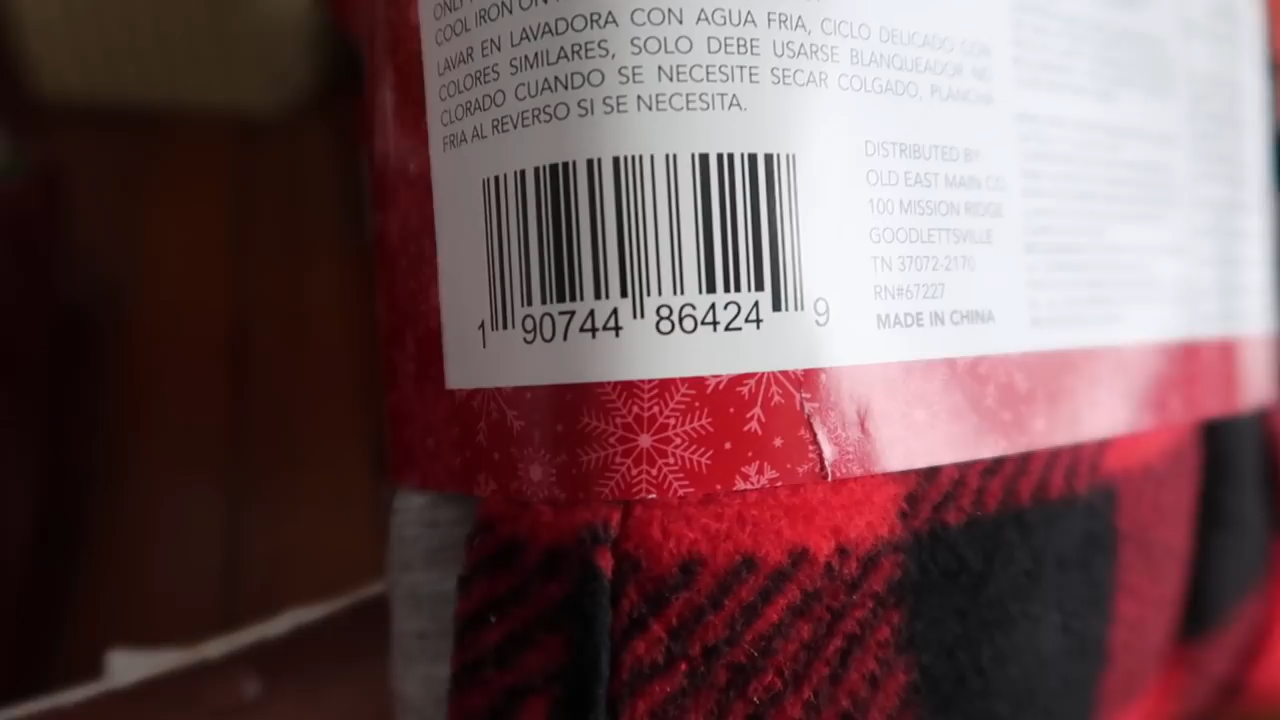 ONLY
COOL IRON ON
LAVAR EN LAVADORA CON AGUA FRIA, CICLO DELICADO CON
COLORES SIMILARES, SOLO DEBE USARSE BLANQUEADOR NO
CLORADO CUANDO SE NECESITE SECAR COLGADO, PLANCHA
FRIA AL REVERSO SI SE NECESITA.
1 90744 86424 9
DISTRIBUTED BY
OLD EAST MAIN CO
100 MISSION RIDGE
GOODLETTSVILLE
TN 37072-2170
RN#67227
MADE IN CHINA